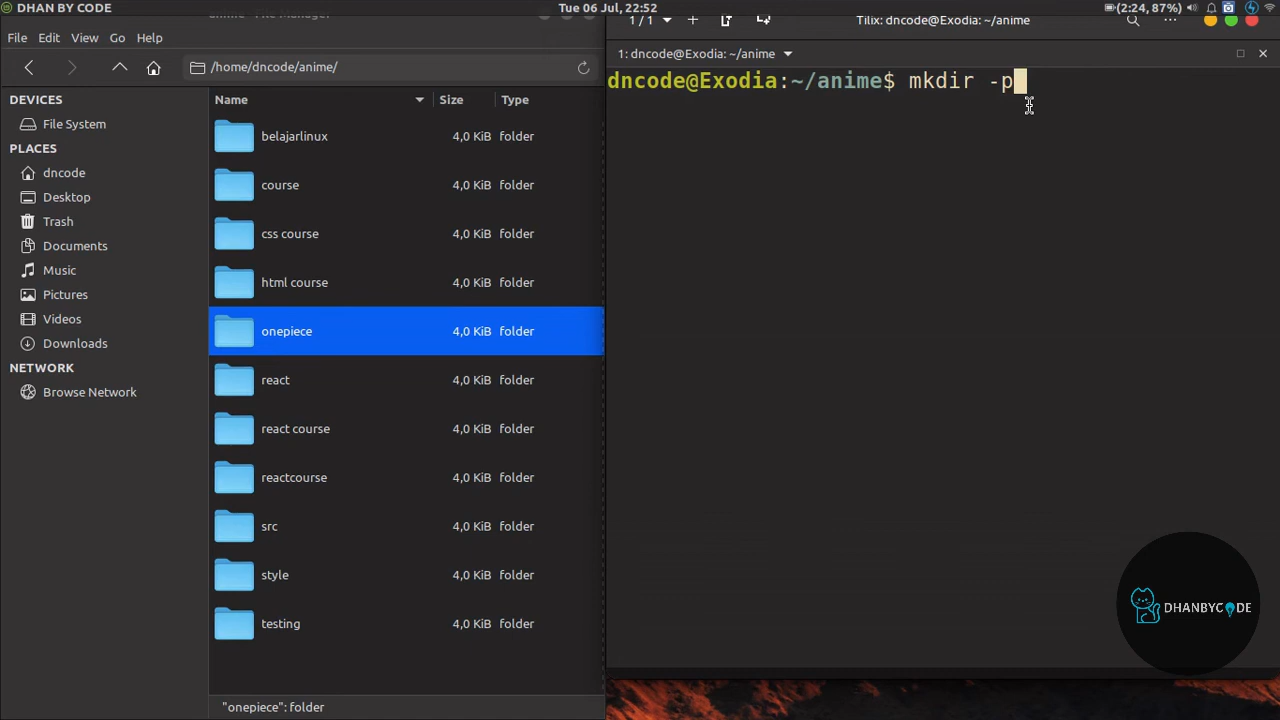 DHAN BY CODE
Tue 06 Jul, 22:52
(2:24, 87%)
File Edit View Go Help
/home/dncode/anime/
DEVICES
File System
PLACES
dncode
Desktop
Trash
Documents
Music
Pictures
Videos
Downloads
NETWORK
Browse Network
Name Size Type
belajarlinux 4,0 KiB folder
course 4,0 KiB folder
css course 4,0 KiB folder
html course 4,0 KiB folder
onepiece 4,0 KiB folder
react 4,0 KiB folder
react course 4,0 KiB folder
reactcourse 4,0 KiB folder
src 4,0 KiB folder
style 4,0 KiB folder
testing 4,0 KiB folder
"onepiece": folder
1 / 1
Tilix: dncode@Exodia: ~/anime
1: dncode@Exodia: ~/anime
dncode@Exodia:~/anime$ mkdir -p
DHANBYCODE